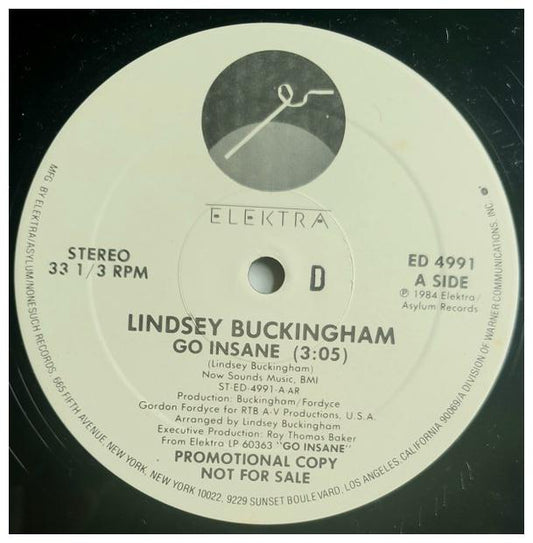 ELEKTRA
STEREO
33 1/3 RPM
D
ED 4991
A SIDE
℗ 1984 Elektra/
Asylum Records
LINDSEY BUCKINGHAM
GO INSANE (3:05)
(Lindsey Buckingham)
Now Sounds Music, BMI
ST-ED-4991-A-AR
Production: Buckingham/Fordyce
Gordon Fordyce for RTB A-V Productions, U.S.A.
Arranged by Lindsey Buckingham
Executive Production: Roy Thomas Baker
From Elektra LP 60363 "GO INSANE"
PROMOTIONAL COPY
NOT FOR SALE
MFG. BY ELEKTRA/ASYLUM/NONESUCH RECORDS, 665 FIFTH AVENUE, NEW YORK, NEW YORK 10022, 9229 SUNSET BOULEVARD, LOS ANGELES, CALIFORNIA 90069/A DIVISION OF WARNER COMMUNICATIONS, INC.